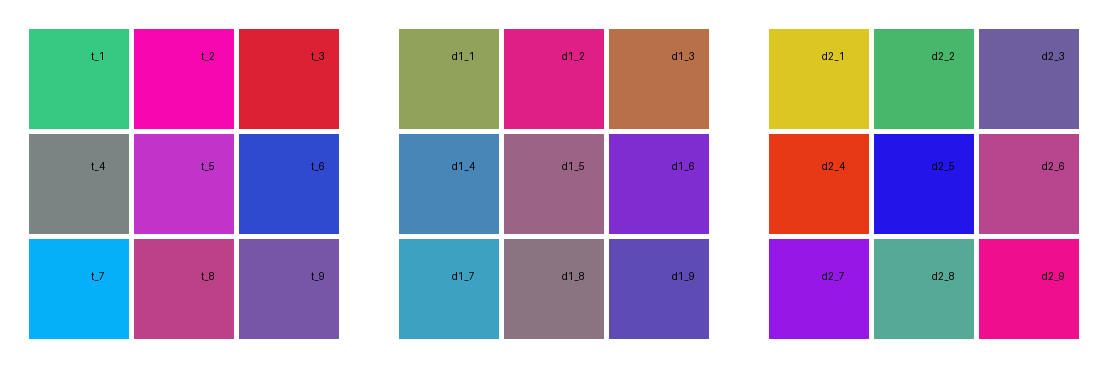 t_1 t_2 t_3 d1_1 d1_2 d1_3 d2_1 d2_2 d2_3
t_4 t_5 t_6 d1_4 d1_5 d1_6 d2_4 d2_5 d2_6
t_7 t_8 t_9 d1_7 d1_8 d1_9 d2_7 d2_8 d2_9